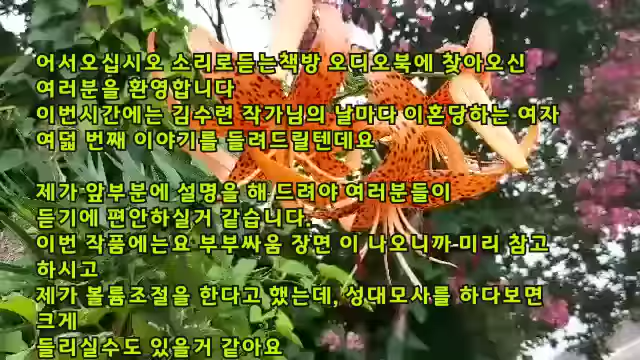 어서오십시오 소리로듣는책방 오디오북에 찾아오신
여러분을 환영합니다
이번시간에는 김수련 작가님의 날마다 이혼당하는 여자
여덟 번째 이야기를 들려드릴텐데요
제가 앞부분에 설명을 해 드려야 여러분들이
듣기에 편안하실거 같습니다.
이번 작품에는요 부부싸움 장면 이 나오니까 미리 참고
하시고
제가 볼륨조절을 한다고 했는데, 성대모사를 하다보면
크게
들리실수도 있을거 같아요